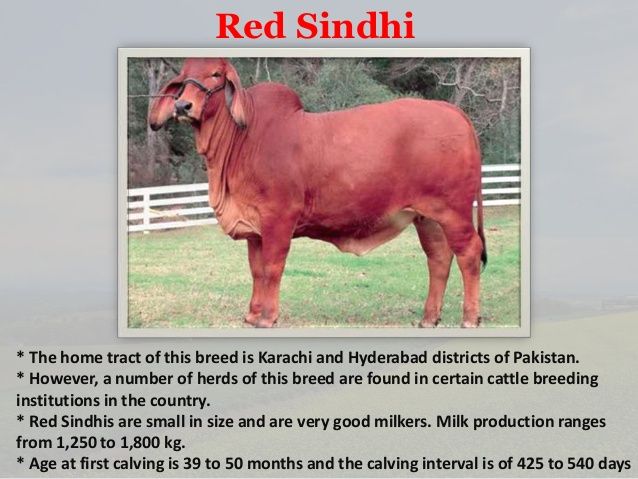 Red Sindhi
* The home tract of this breed is Karachi and Hyderabad districts of Pakistan.
* However, a number of herds of this breed are found in certain cattle breeding
institutions in the country.
* Red Sindhis are small in size and are very good milkers. Milk production ranges
from 1,250 to 1,800 kg.
* Age at first calving is 39 to 50 months and the calving interval is of 425 to 540 days